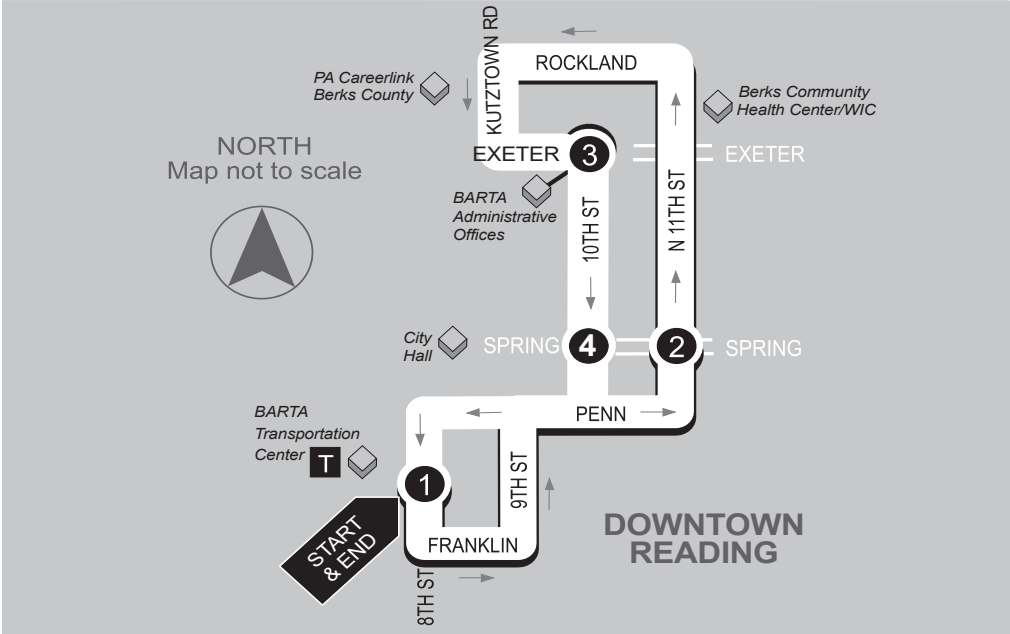 KUTZTOWN RD
ROCKLAND
PA Careerlink
Berks County
Berks Community
Health Center/WIC
NORTH
Map not to scale
EXETER
3
EXETER
BARTA
Administrative
Offices
10TH ST
N 11TH ST
City
Hall
SPRING
4
2
SPRING
BARTA
Transportation
Center
T
PENN
1
9TH ST
START
& END
FRANKLIN
8TH ST
DOWNTOWN
READING